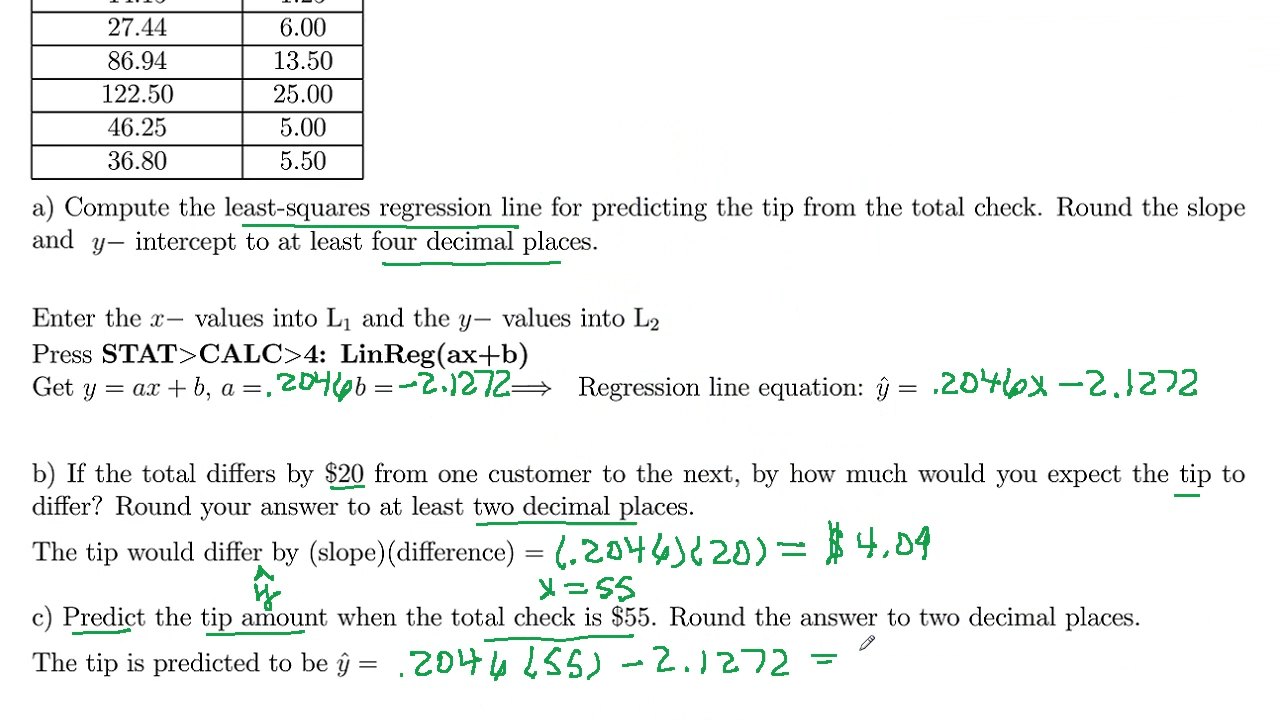 27.44 6.00
86.94 13.50
122.50 25.00
46.25 5.00
36.80 5.50
a) Compute the least-squares regression line for predicting the tip from the total check. Round the slope
and y− intercept to at least four decimal places.
Enter the x− values into L₁ and the y− values into L₂
Press STAT>CALC>4: LinReg(ax+b)
Get y = ax + b, a = .2046 b = -2.1272 ⟹ Regression line equation: ŷ = .2046x - 2.1272
b) If the total differs by $20 from one customer to the next, by how much would you expect the tip to
differ? Round your answer to at least two decimal places.
The tip would differ by (slope)(difference) = (.2046)(20) = $4.09
ŷ x = 55
c) Predict the tip amount when the total check is $55. Round the answer to two decimal places.
The tip is predicted to be ŷ = .2046(55) - 2.1272 =